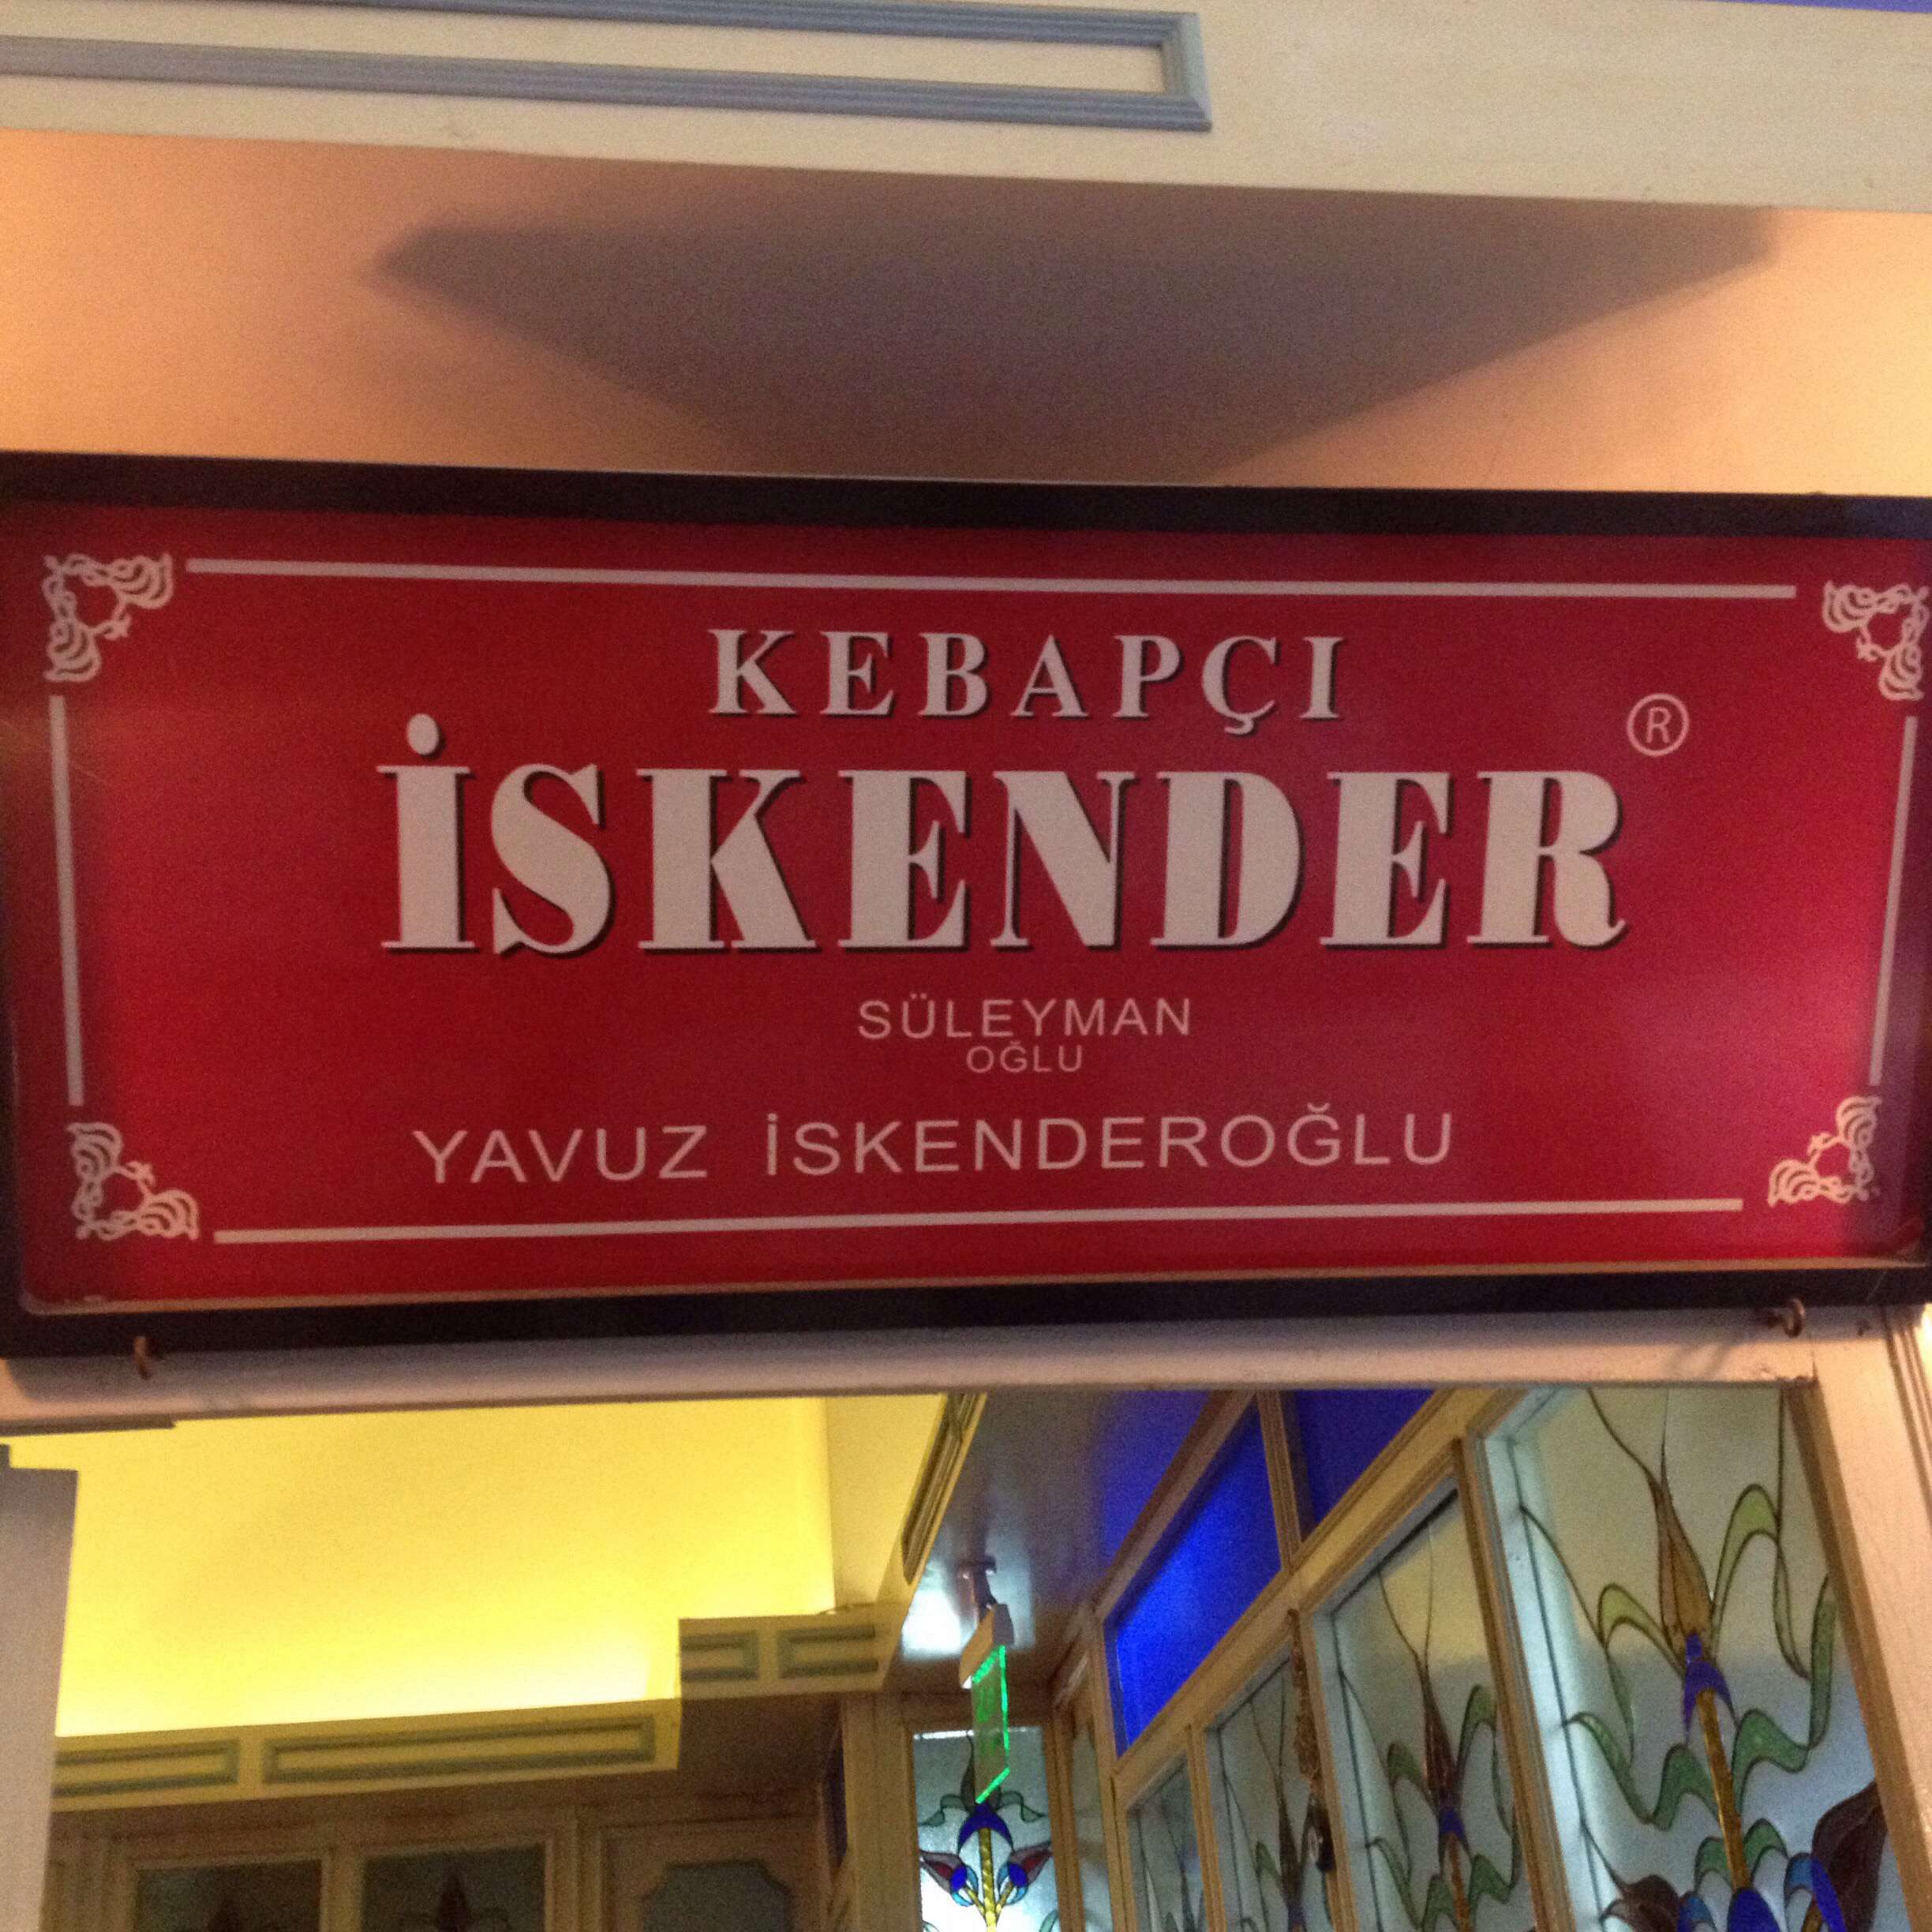 KEBAPÇI
İSKENDER®
SÜLEYMAN
OĞLU
YAVUZ İSKENDEROĞLU